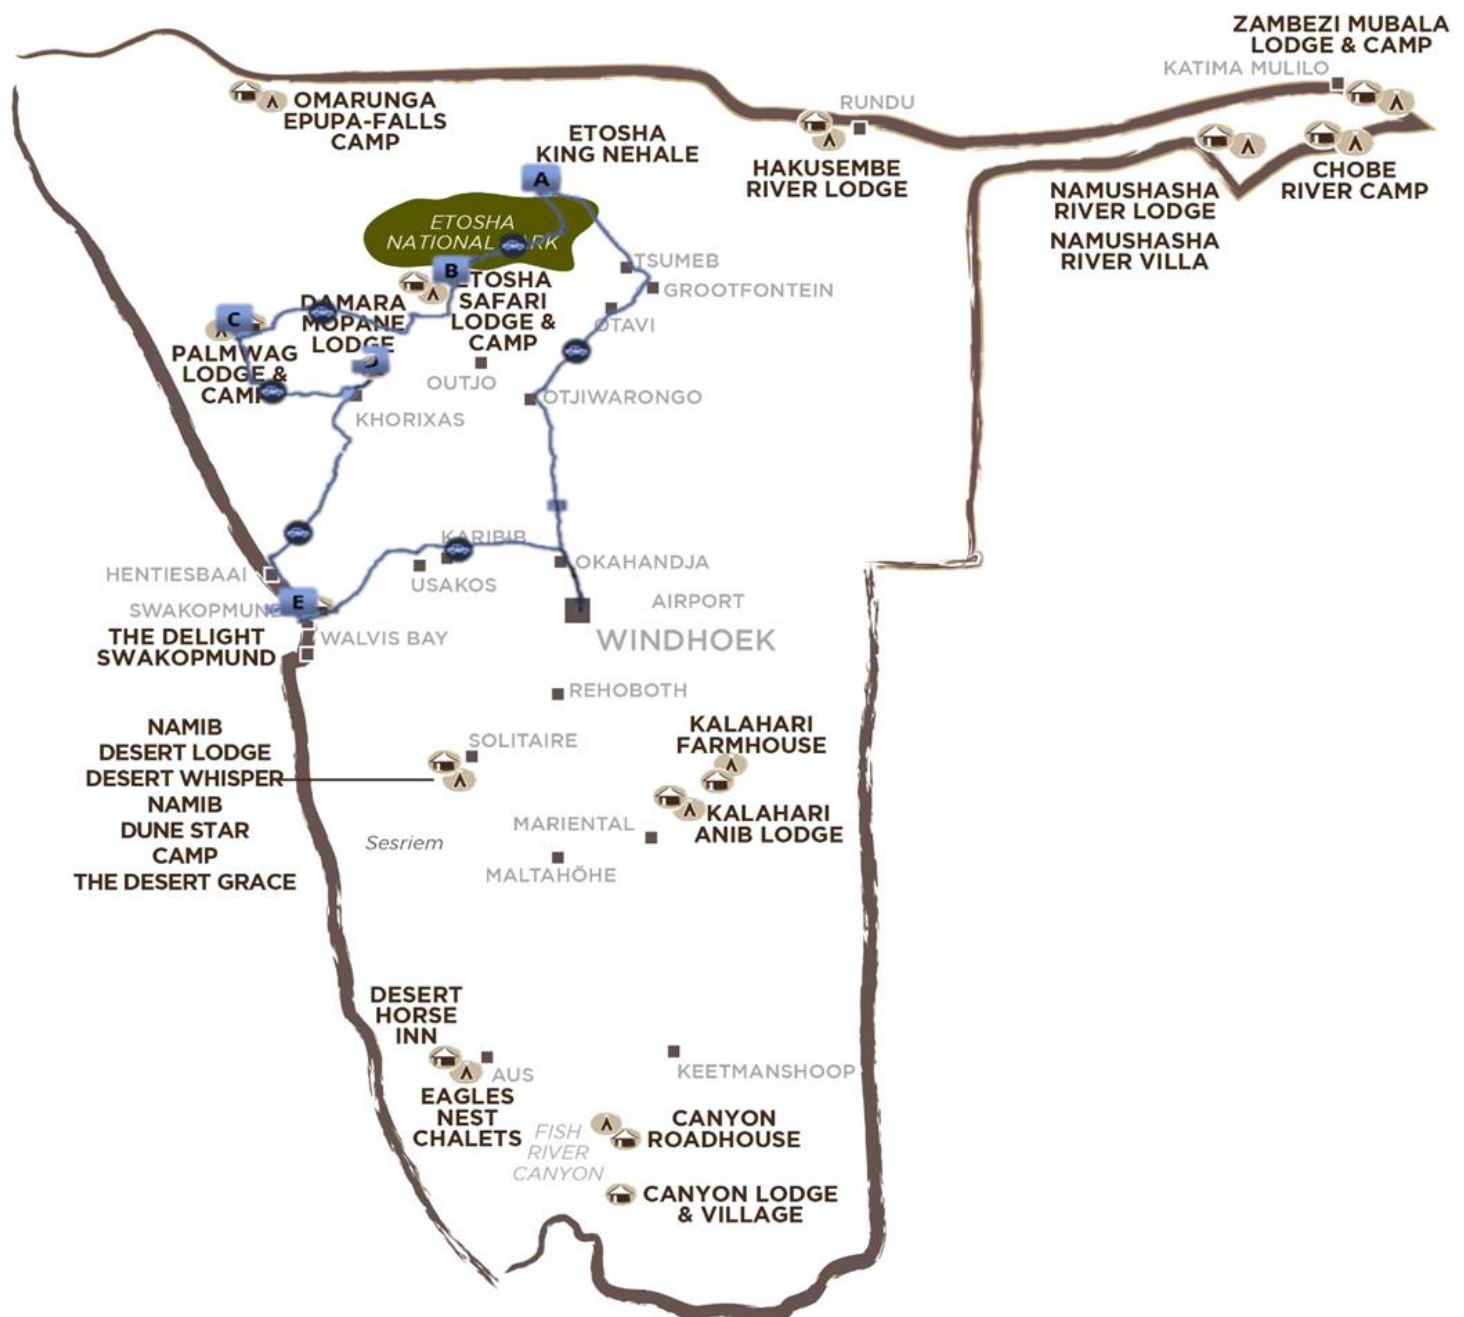 ZAMBEZI MUBALA
LODGE & CAMP
KATIMA MULILO
OMARUNGA
EPUPA-FALLS
CAMP
RUNDU
ETOSHA
KING NEHALE
HAKUSEMBE
RIVER LODGE
CHOBE
RIVER CAMP
NAMUSHASHA
RIVER LODGE
NAMUSHASHA
RIVER VILLA
A
ETOSHA
NATIONAL
B
TSUMEB
GROOTFONTEIN
OTAVI
ETOSHA
SAFARI
LODGE &
CAMP
C
DAMARA
MOPANE
LODGE
PALMWAG
LODGE &
CAMP
OUTJO
OTJIWARONGO
KHORIXAS
KARIBIB
USAKOS
OKAHANDJA
HENTIESBAAI
E
SWAKOPMUND
THE DELIGHT
SWAKOPMUND
WALVIS BAY
AIRPORT
WINDHOEK
REHOBOTH
SOLITAIRE
NAMIB
DESERT LODGE
DESERT WHISPER
NAMIB
DUNE STAR
CAMP
THE DESERT GRACE
KALAHARI
FARMHOUSE
KALAHARI
ANIB LODGE
MARIENTAL
Sesriem
MALTAHÖHE
DESERT
HORSE
INN
AUS
EAGLES
NEST
CHALETS
KEETMANSHOOP
FISH
RIVER
CANYON
CANYON
ROADHOUSE
CANYON LODGE
& VILLAGE